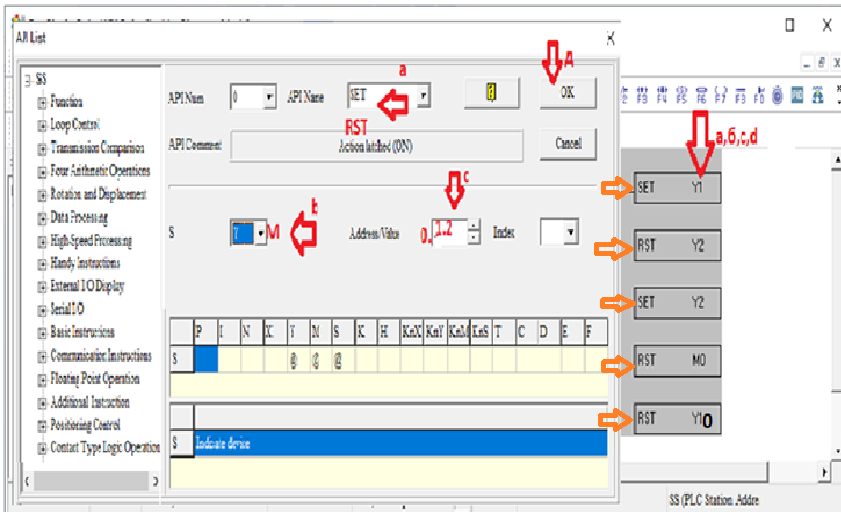 API List
SS
Function
Loop Control
Transmission Comparison
Four Arithmetic Operations
Rotation and Displacement
Data Processing
High-Speed Processing
Handy Instructions
External I O Display
Serial I/O
Basic Instructions
Communication Instructions
Floating Point Operation
Additional Instruction
Positioning Control
Contact Type Logic Operation
a
API Num 0 API Name SET OK
Д
RST
API Comment Action latched (ON) Cancel
c
b
S Y M Address/Value 0, 1,2 Index
P I N X Y M S K H KnX KnY KnM KnS T C D E F
S @ @ @
S Indicate device
a,б,c,d
SET Y1
RST Y2
SET Y2
RST M0
RST Y10
SS (PLC Station Addre